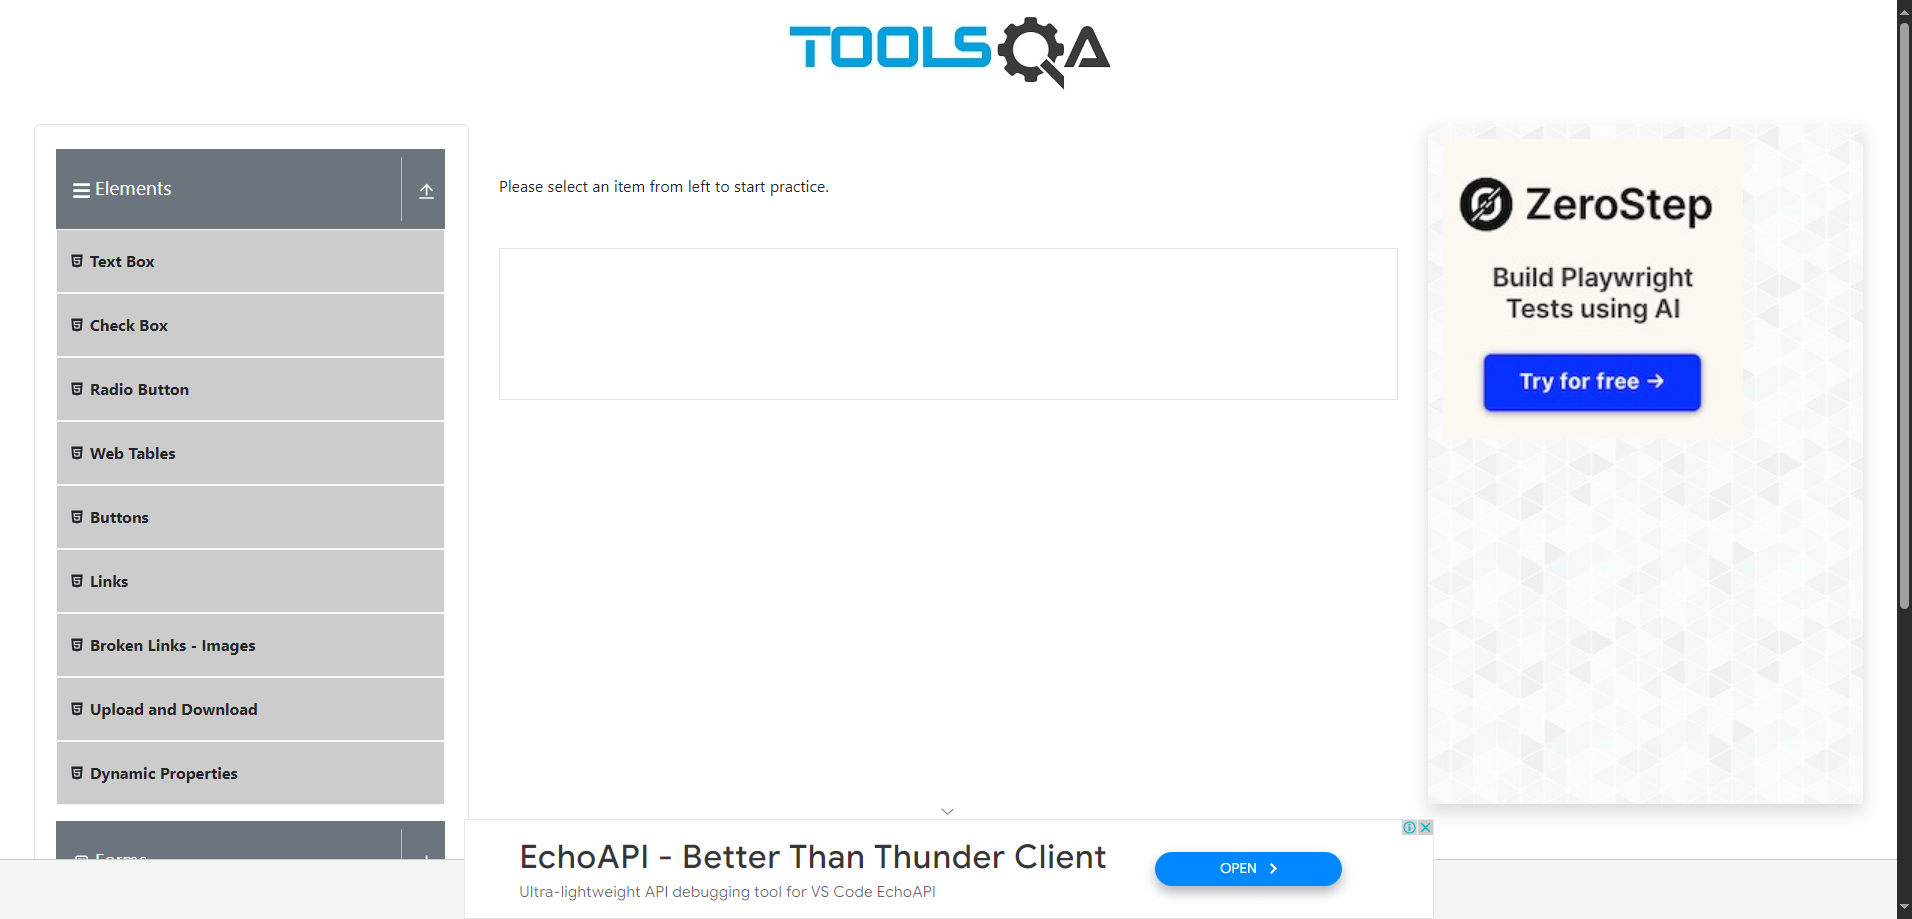 TOOLSQA
Elements
Please select an item from left to start practice.
Text Box
Check Box
Radio Button
Web Tables
Buttons
Links
Broken Links - Images
Upload and Download
Dynamic Properties
Forms
ZeroStep
Build Playwright
Tests using AI
Try for free →
EchoAPI - Better Than Thunder Client
Ultra-lightweight API debugging tool for VS Code EchoAPI
OPEN